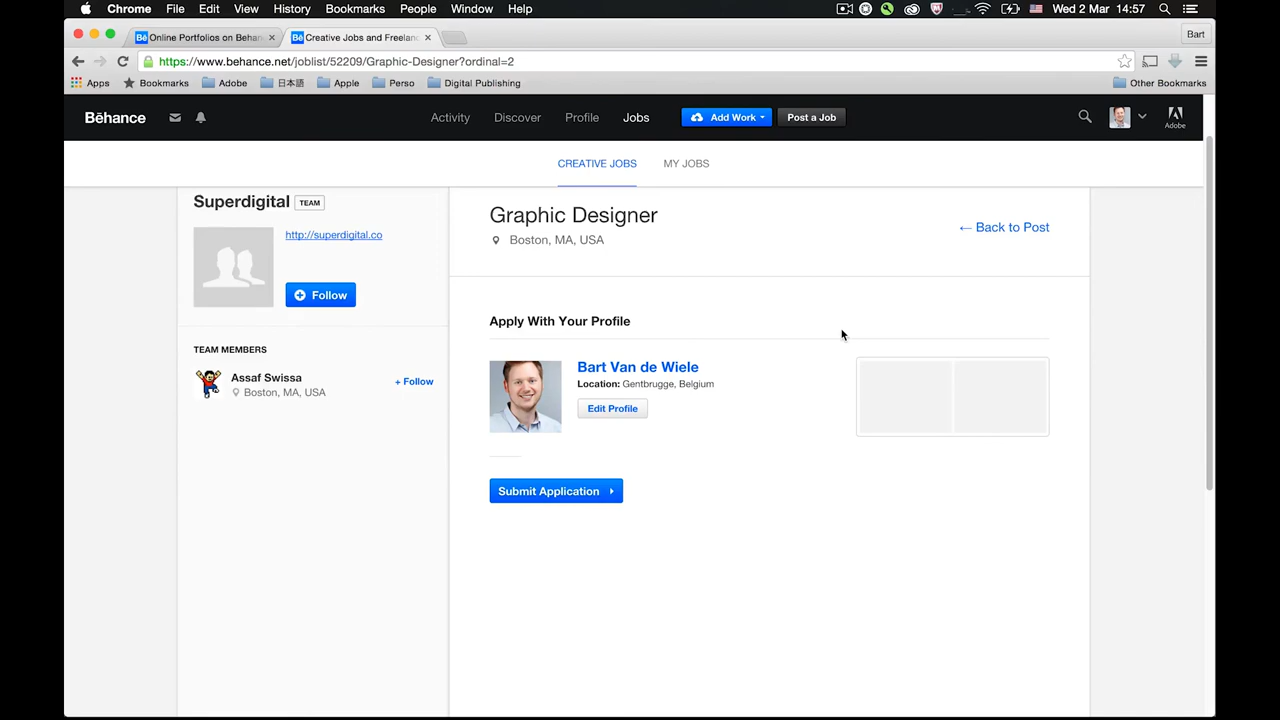 Chrome File Edit View History Bookmarks People Window Help Wed 2 Mar 14:57
Bē Online Portfolios on Behan × Bē Creative Jobs and Freelan × Bart
https://www.behance.net/joblist/52209/Graphic-Designer?ordinal=2
Apps Bookmarks Adobe 日本語 Apple Perso Digital Publishing Other Bookmarks
Bēhance Activity Discover Profile Jobs Add Work Post a Job Adobe
CREATIVE JOBS MY JOBS
Superdigital TEAM
http://superdigital.co
Follow
TEAM MEMBERS
Assaf Swissa
Boston, MA, USA
+ Follow
Graphic Designer
Boston, MA, USA
← Back to Post
Apply With Your Profile
Bart Van de Wiele
Location: Gentbrugge, Belgium
Edit Profile
Submit Application